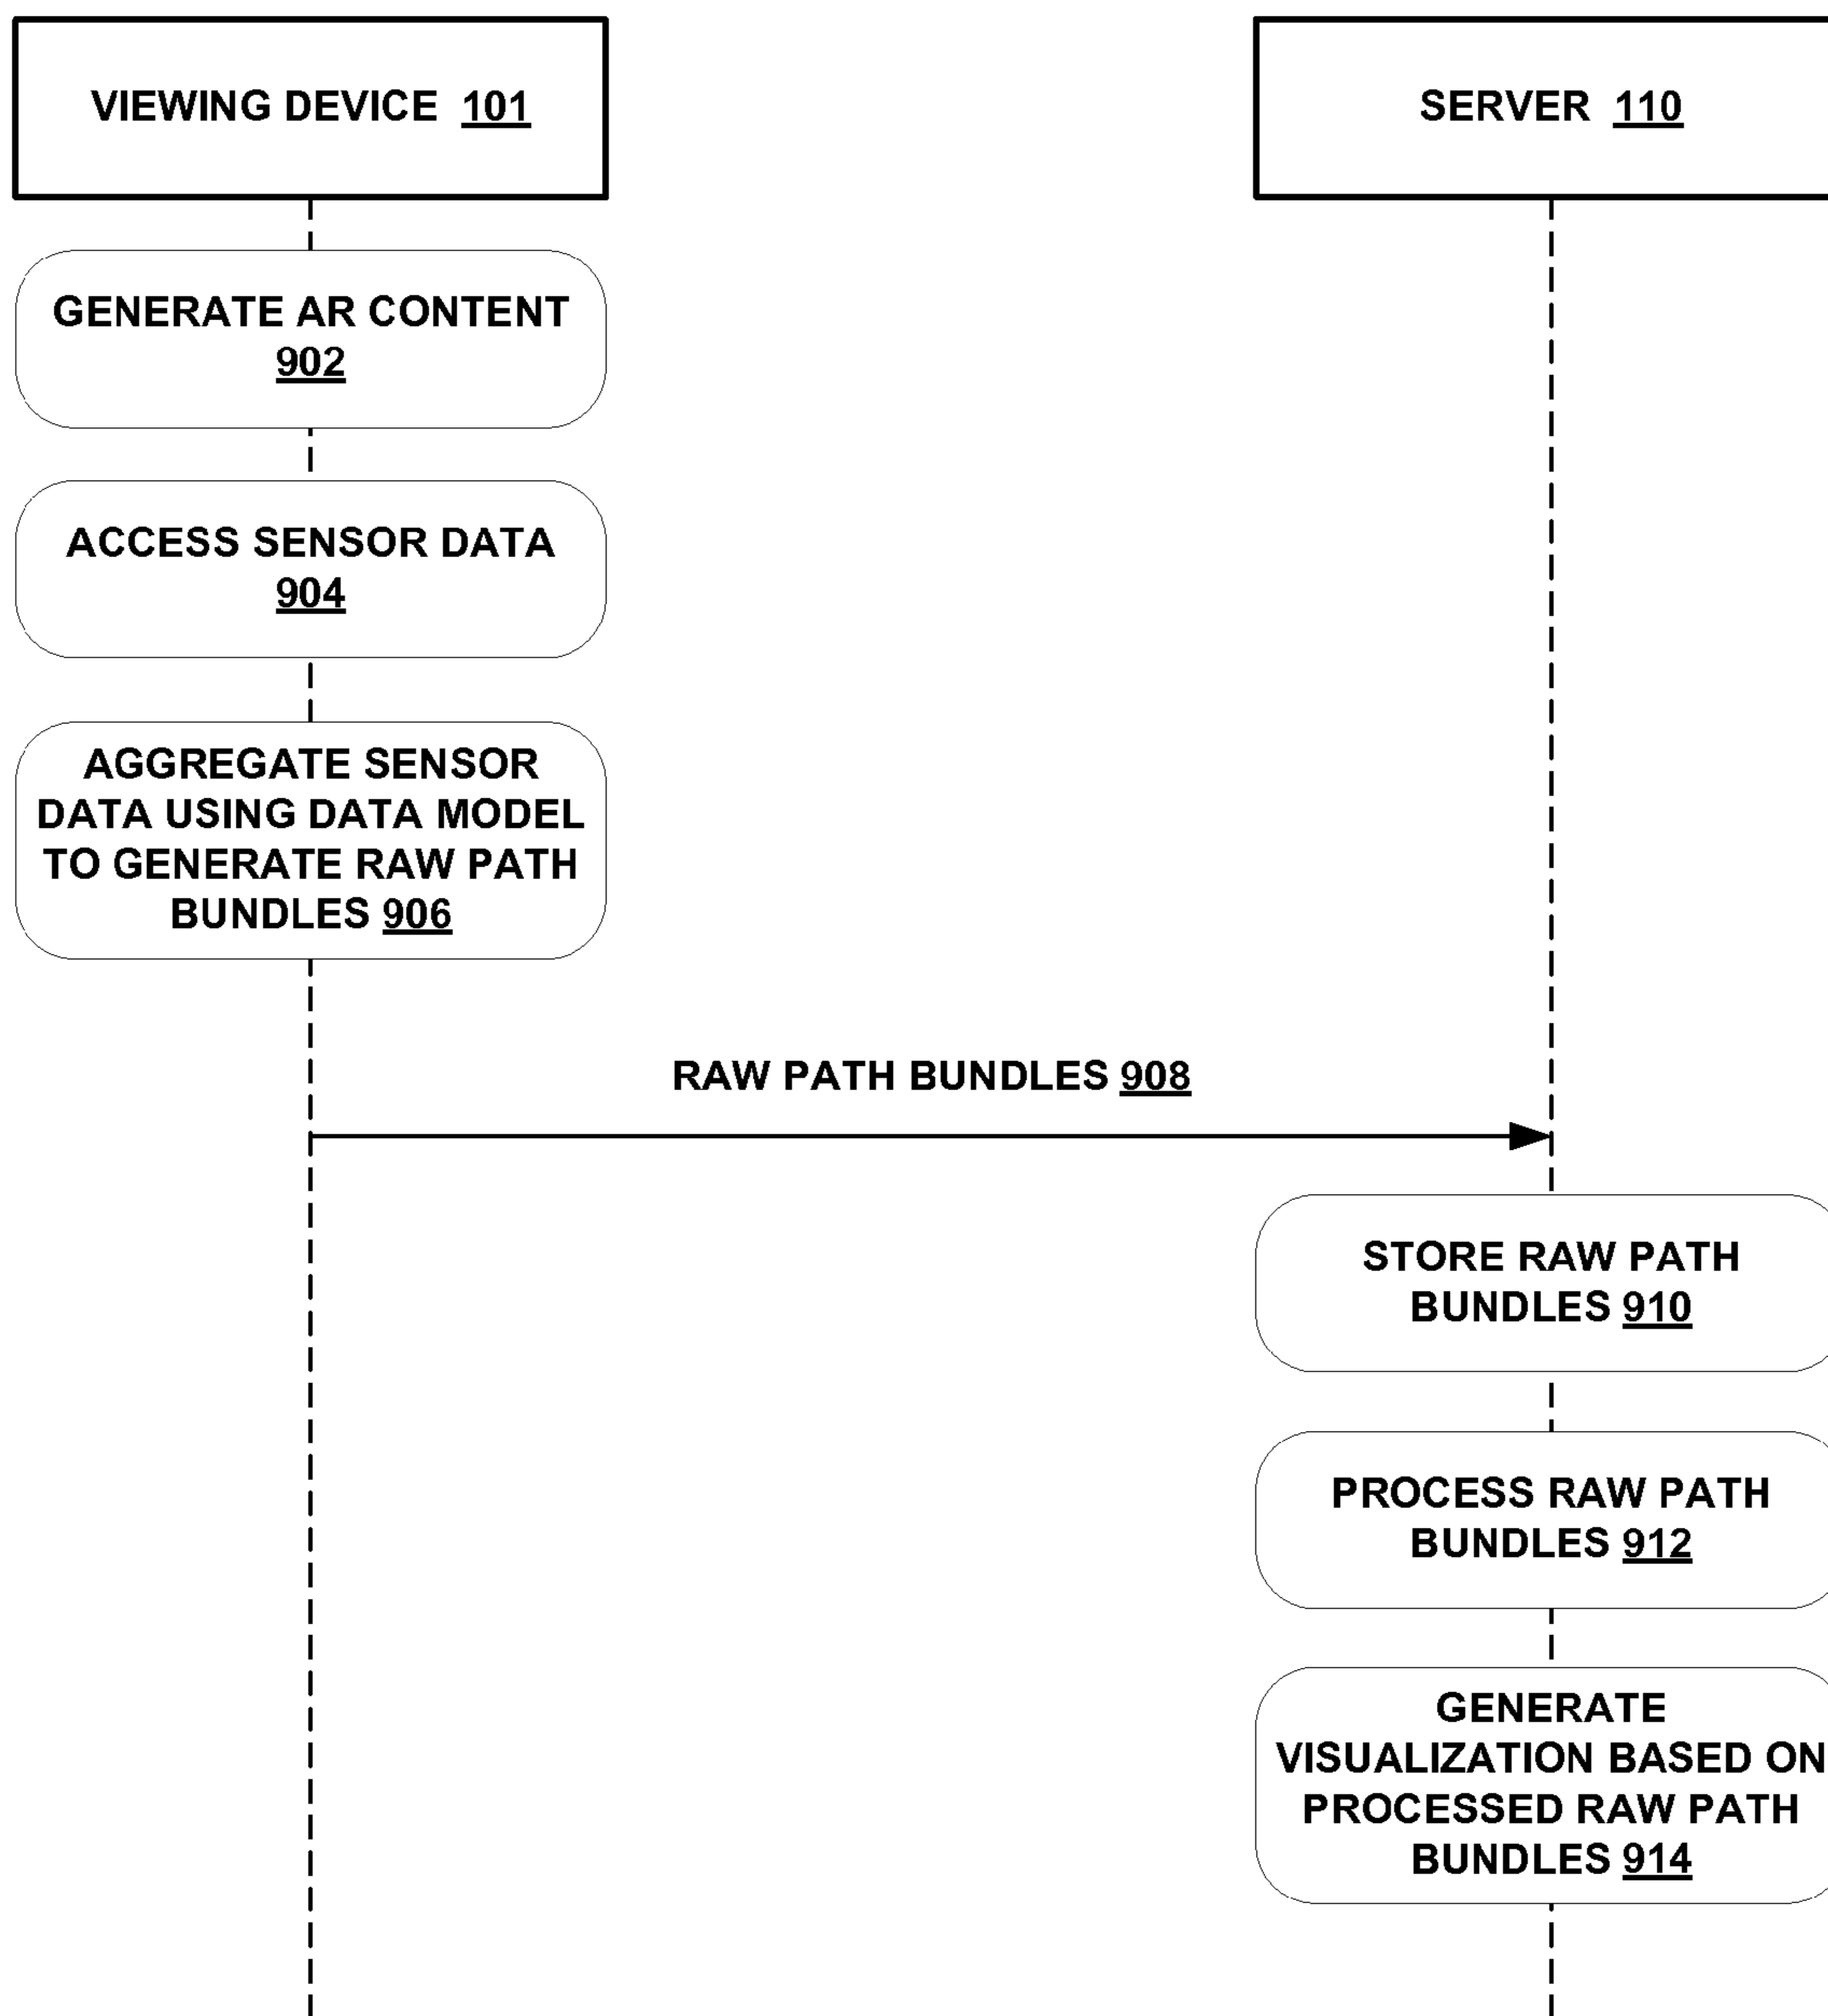 VIEWING DEVICE 101
SERVER 110
GENERATE AR CONTENT
902
ACCESS SENSOR DATA
904
AGGREGATE SENSOR
DATA USING DATA MODEL
TO GENERATE RAW PATH
BUNDLES 906
RAW PATH BUNDLES 908
STORE RAW PATH
BUNDLES 910
PROCESS RAW PATH
BUNDLES 912
GENERATE
VISUALIZATION BASED ON
PROCESSED RAW PATH
BUNDLES 914